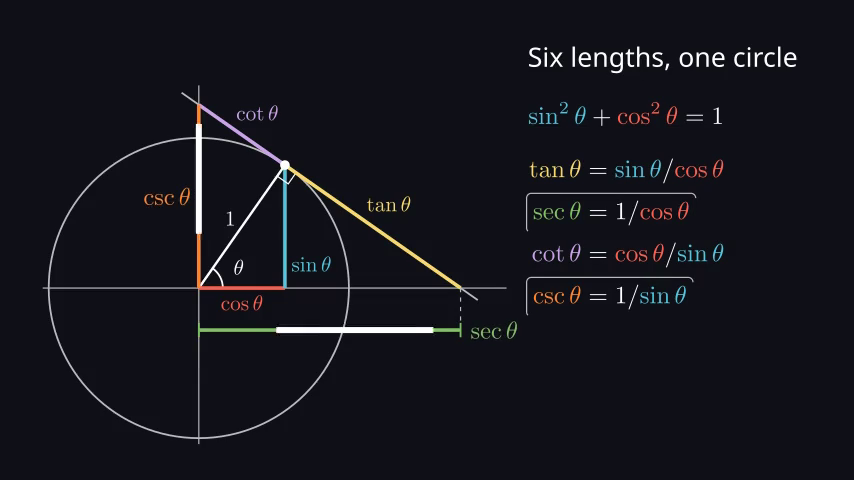 Six lengths, one circle
sin² θ + cos² θ = 1
tan θ = sin θ/cos θ
sec θ = 1/cos θ
cot θ = cos θ/sin θ
csc θ = 1/sin θ
cot θ
csc θ
1
tan θ
θ
sin θ
cos θ
sec θ